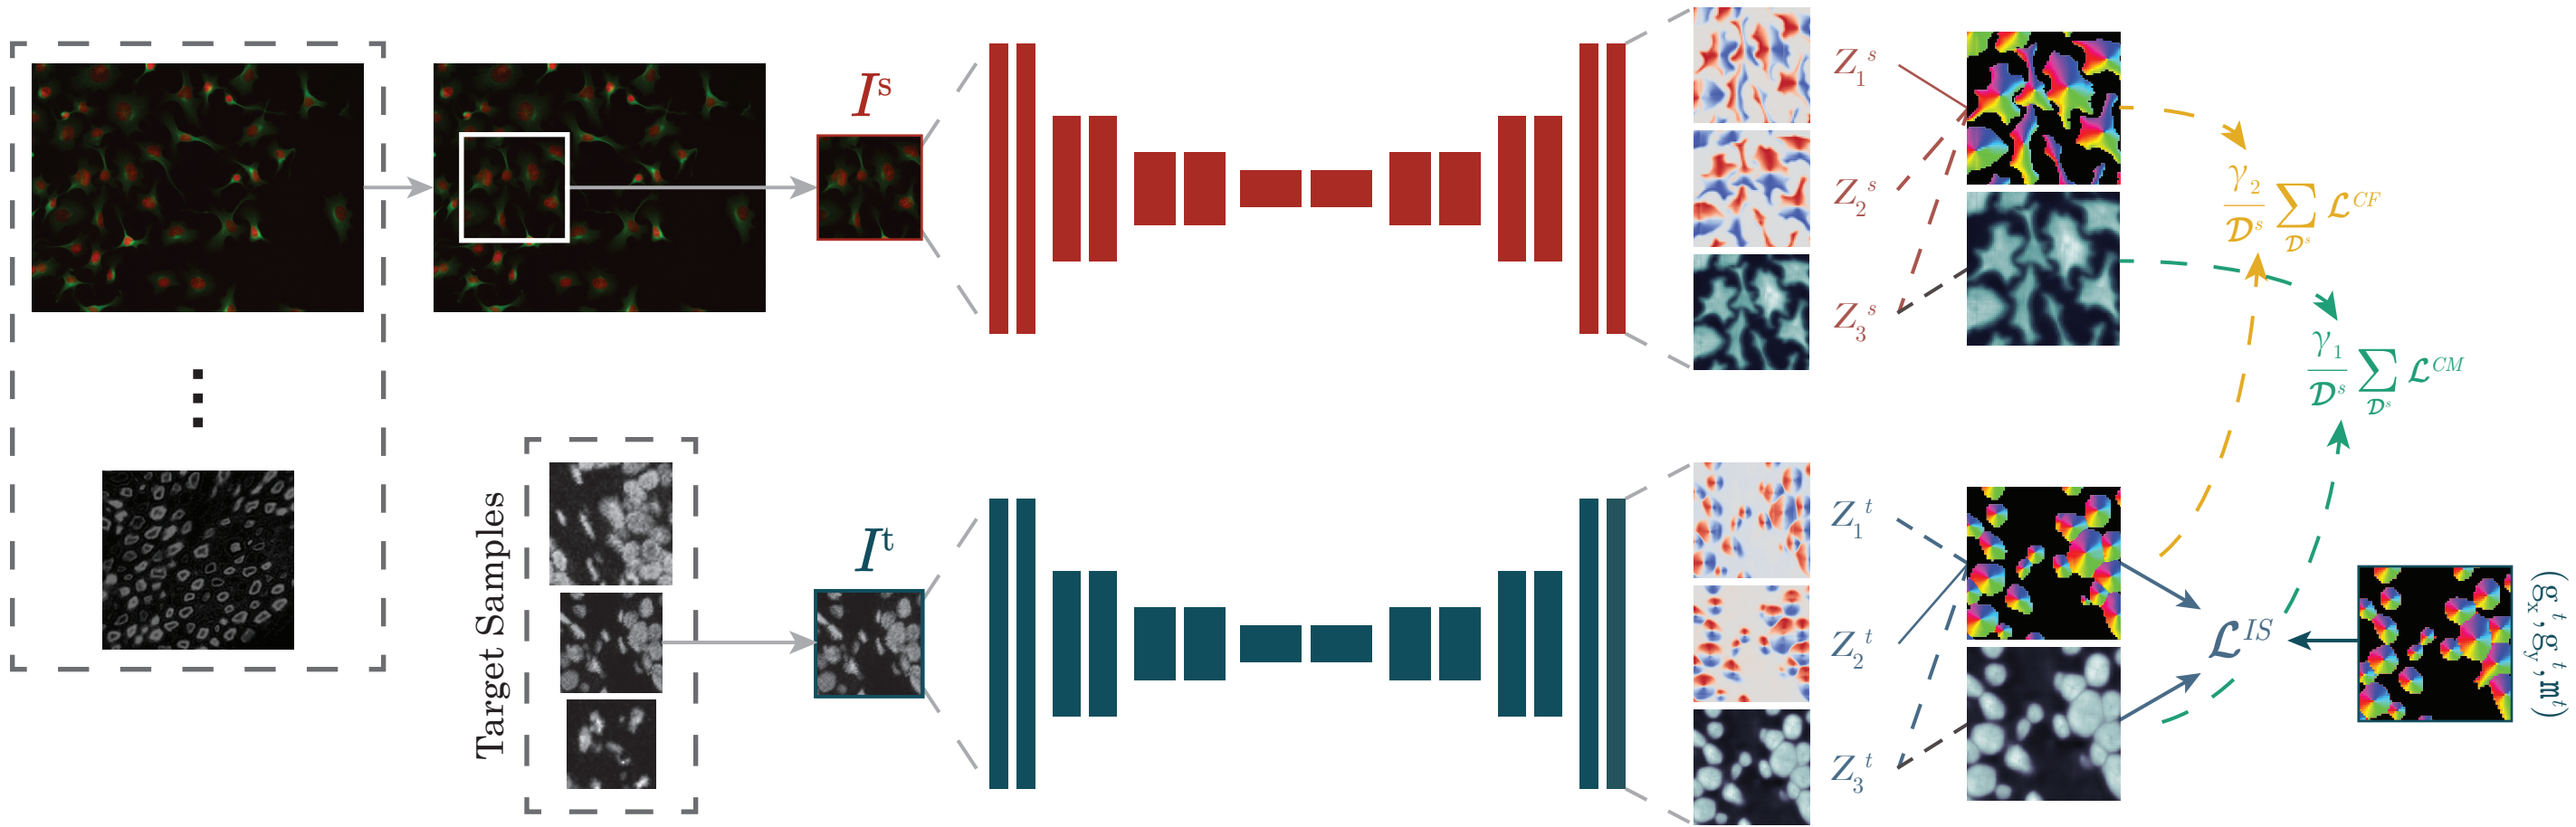 I^s
Z_1^s
Z_2^s
Z_3^s
γ_2 / 𝓓^s ∑_{𝓓^s} 𝓛^{CF}
γ_1 / 𝓓^s ∑_{𝓓^s} 𝓛^{CM}
Target Samples
I^t
Z_1^t
Z_2^t
Z_3^t
𝓛^{IS}
(g_x^t, g_y^t, m^t)